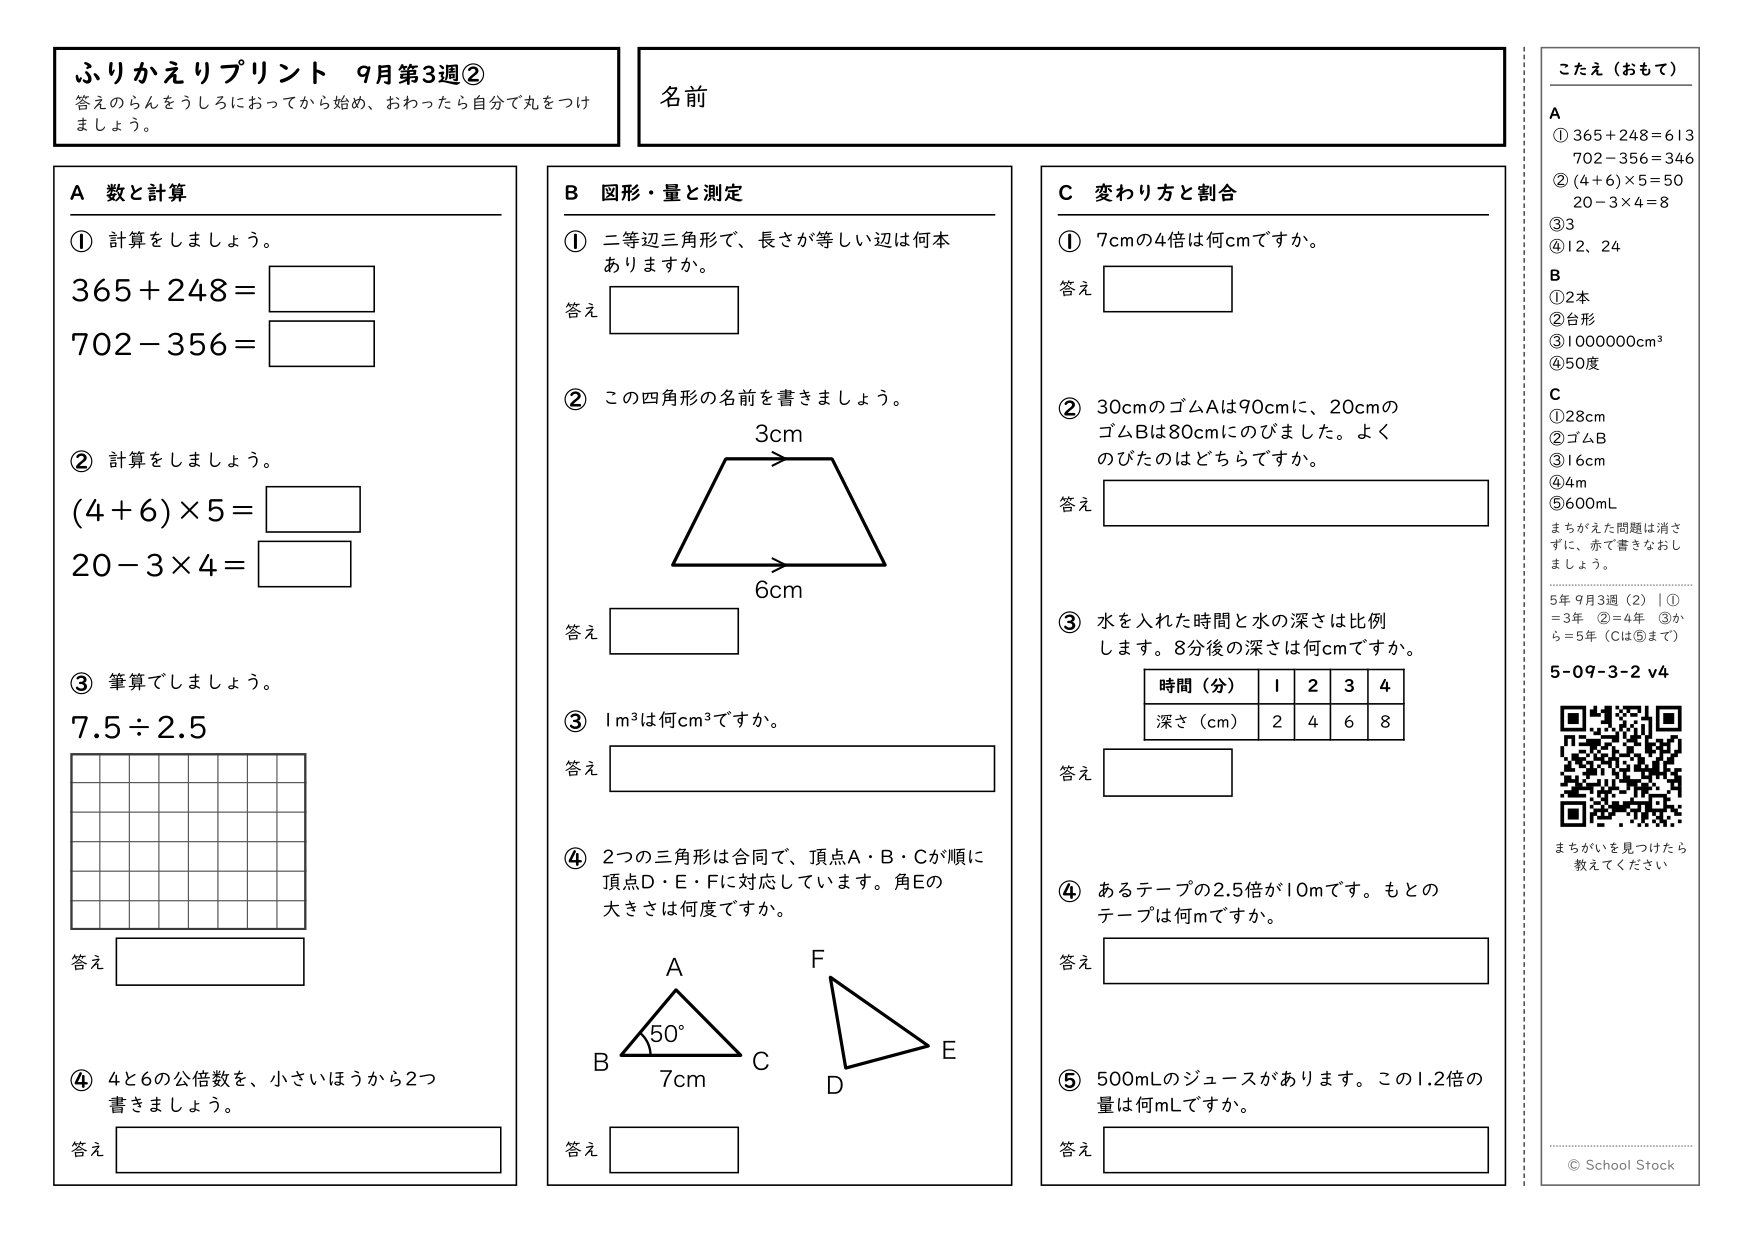 ふりかえりプリント　9月第3週②
答えのらんをうしろにおってから始め、おわったら自分で丸をつけ
ましょう。
名前
A　数と計算
① 計算をしましょう。
365＋248＝
702－356＝
② 計算をしましょう。
(4＋6)×5＝
20－3×4＝
③ 筆算でしましょう。
7.5÷2.5
答え
④ 4と6の公倍数を、小さいほうから2つ
書きましょう。
答え
B　図形・量と測定
① 二等辺三角形で、長さが等しい辺は何本
ありますか。
答え
② この四角形の名前を書きましょう。
3cm
6cm
答え
③ 1m³は何cm³ですか。
答え
④ 2つの三角形は合同で、頂点A・B・Cが順に
頂点D・E・Fに対応しています。角Eの
大きさは何度ですか。
A
50°
B
C
7cm
F
E
D
答え
C　変わり方と割合
① 7cmの4倍は何cmですか。
答え
② 30cmのゴムAは90cmに、20cmの
ゴムBは80cmにのびました。よく
のびたのはどちらですか。
答え
③ 水を入れた時間と水の深さは比例
します。8分後の深さは何cmですか。
時間（分） 1 2 3 4
深さ（cm） 2 4 6 8
答え
④ あるテープの2.5倍が10mです。もとの
テープは何mですか。
答え
⑤ 500mLのジュースがあります。この1.2倍の
量は何mLですか。
答え
こたえ（おもて）
A
① 365＋248＝613
702－356＝346
② (4＋6)×5＝50
20－3×4＝8
③3
④12、24
B
①2本
②台形
③1000000cm³
④50度
C
①28cm
②ゴムB
③16cm
④4m
⑤600mL
まちがえた問題は消さ
ずに、赤で書きなおし
ましょう。
5年 9月3週（2）｜①
＝3年　②＝4年　③か
ら＝5年（Cは⑤まで）
5-09-3-2 v4
まちがいを見つけたら
教えてください
© School Stock